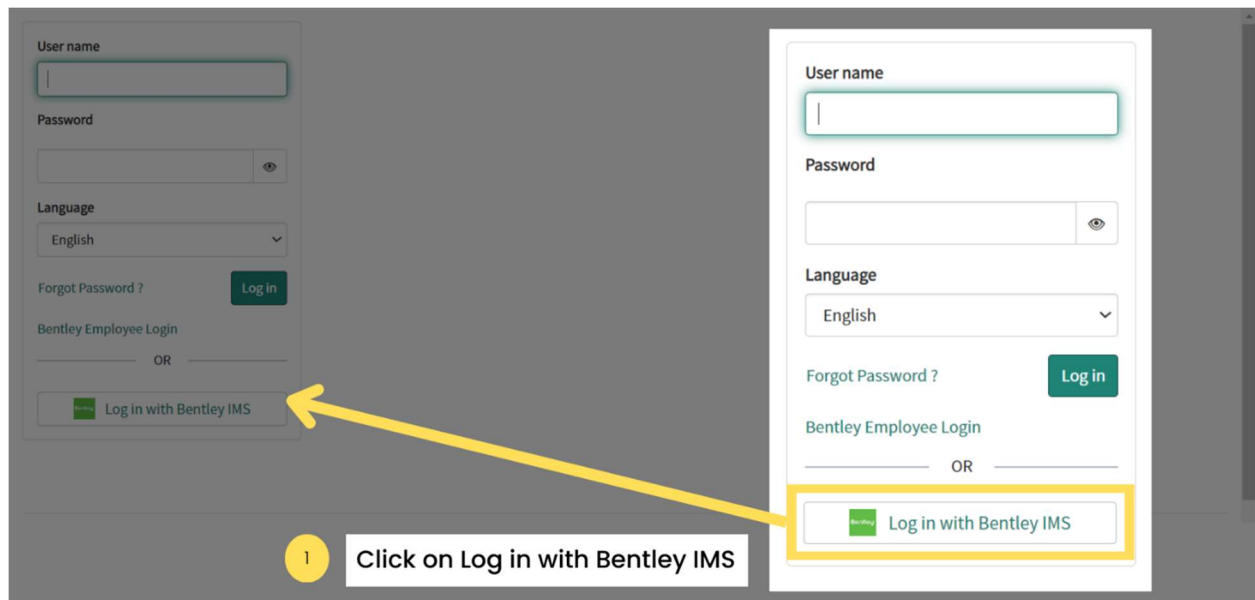 User name
Password
Language
English
Forgot Password ?
Log in
Bentley Employee Login
OR
Bentley
Log in with Bentley IMS
User name
Password
Language
English
Forgot Password ?
Log in
Bentley Employee Login
OR
Bentley
Log in with Bentley IMS
1
Click on Log in with Bentley IMS